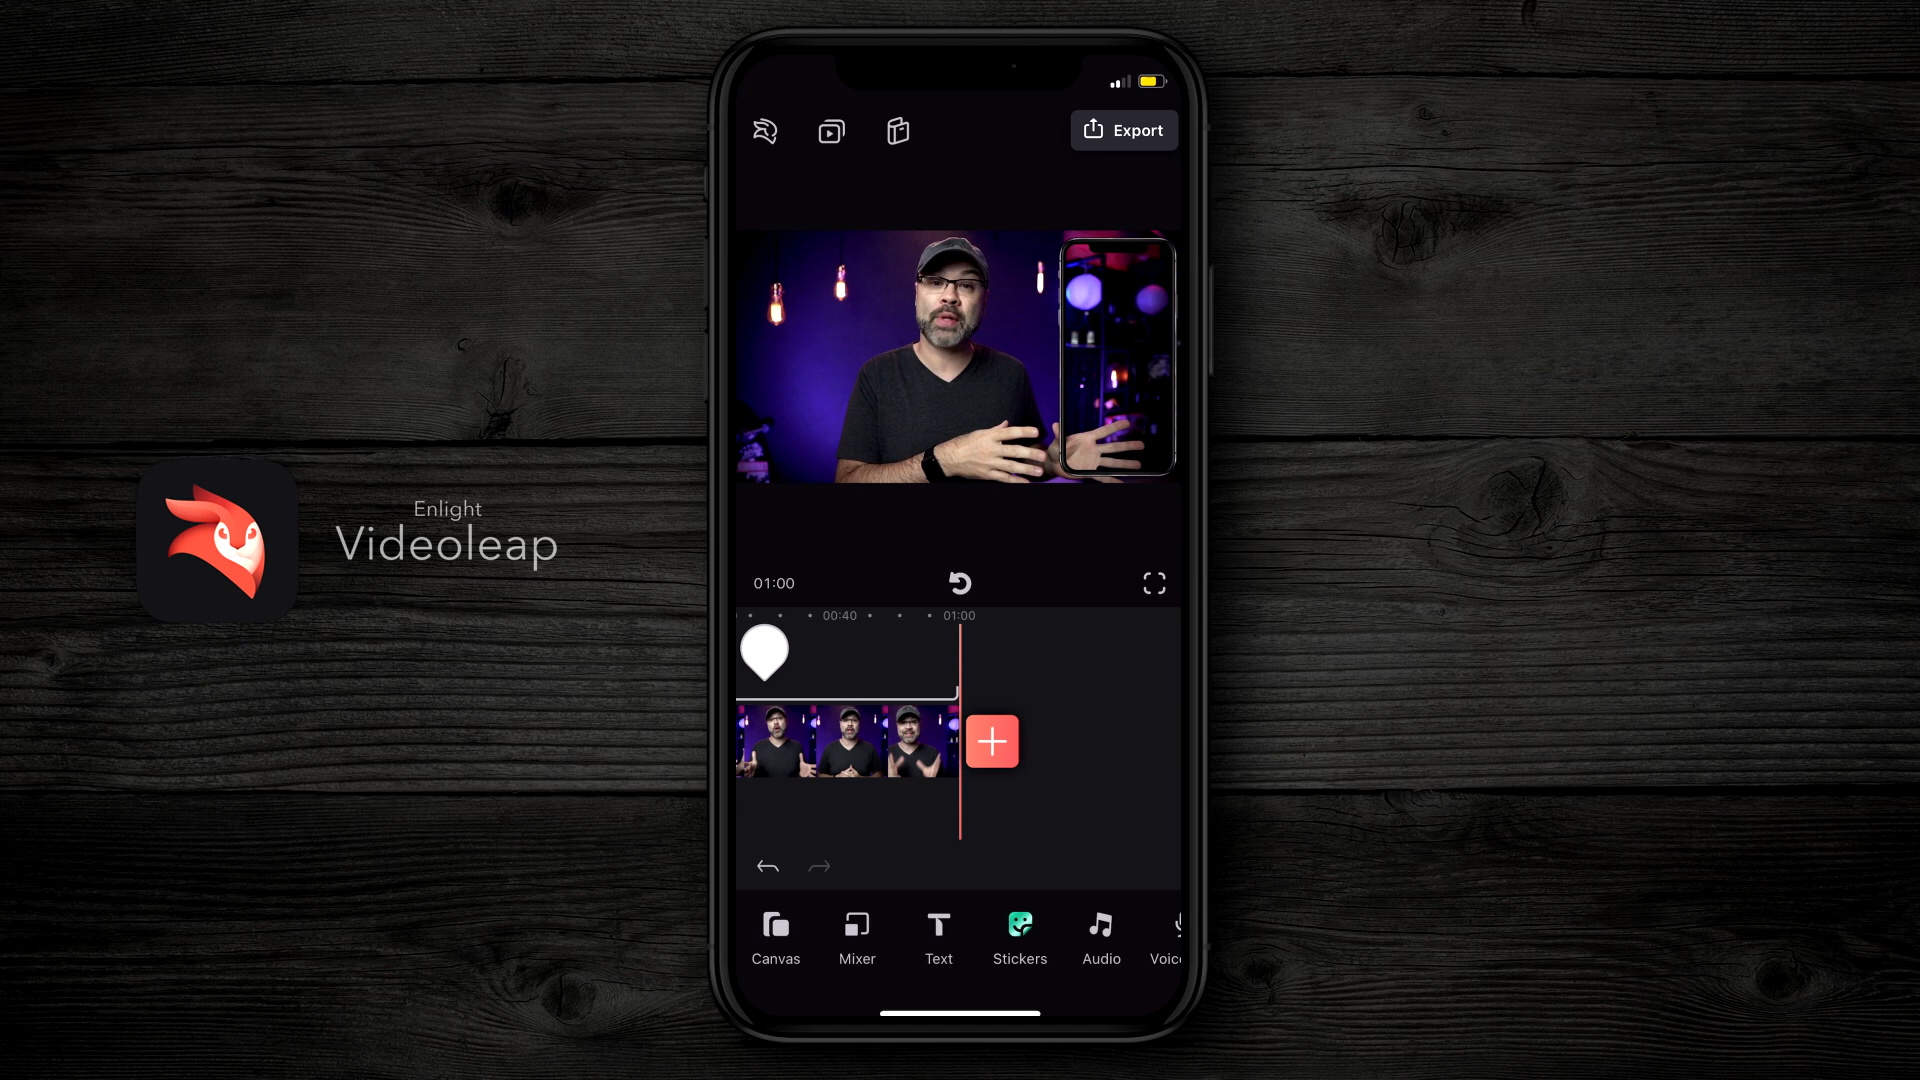 Export
Enlight
Videoleap
01:00
00:40
01:00
Canvas
Mixer
Text
Stickers
Audio